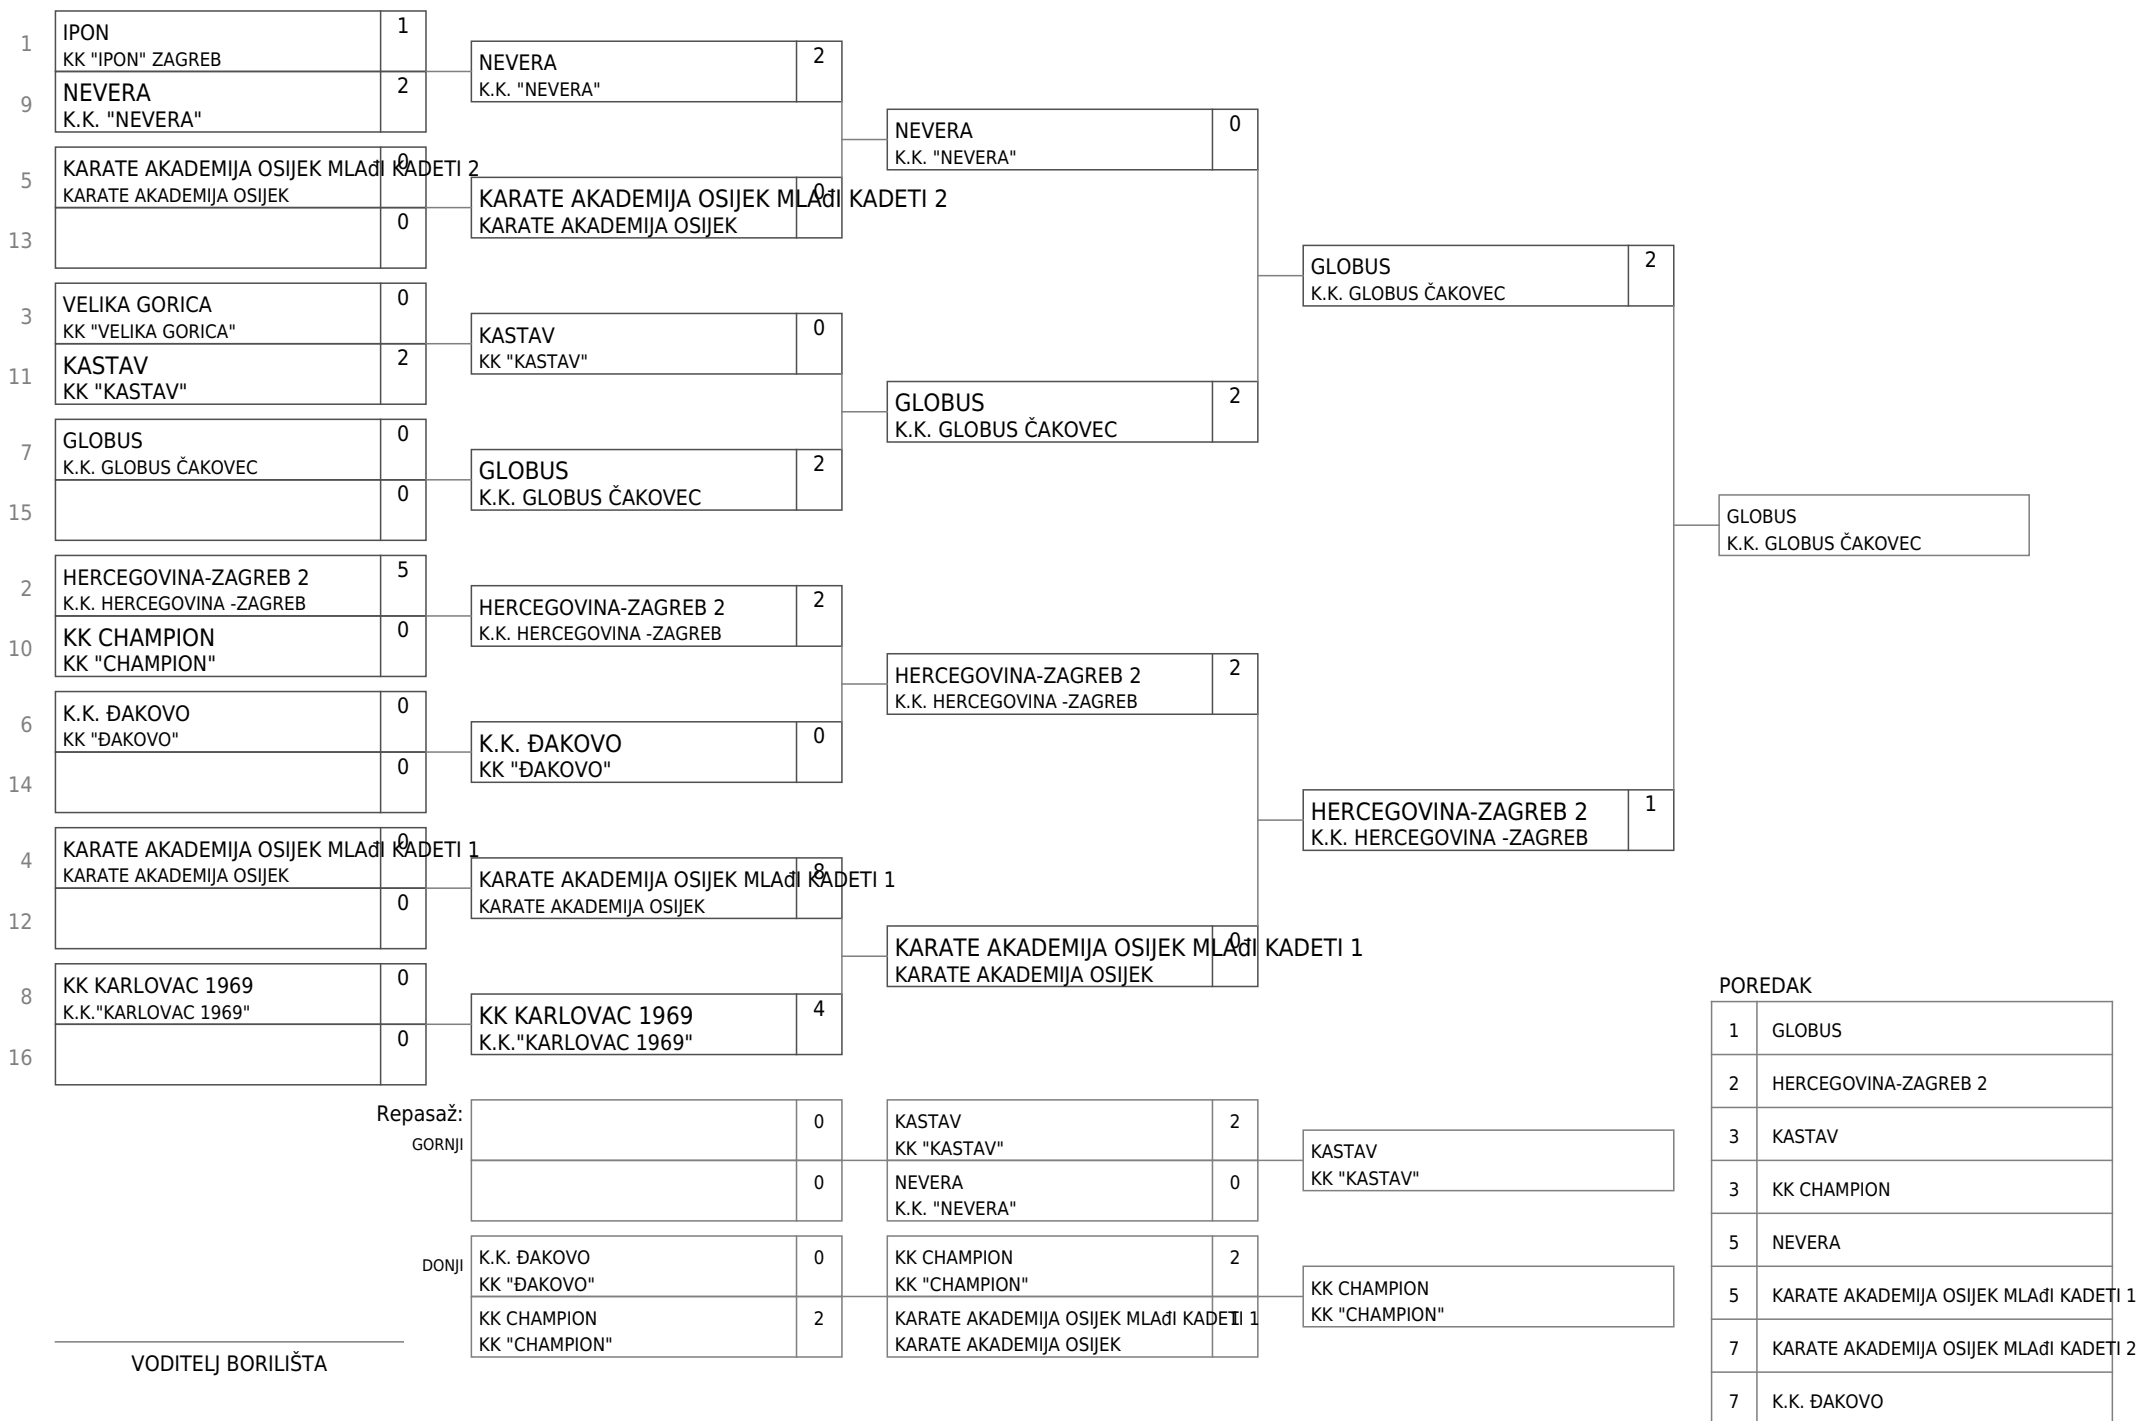 1
IPON
KK "IPON" ZAGREB
1
9
NEVERA
K.K. "NEVERA"
2
5
KARATE AKADEMIJA OSIJEK MLAđI KADETI 2
KARATE AKADEMIJA OSIJEK
0
13
0
3
VELIKA GORICA
KK "VELIKA GORICA"
0
11
KASTAV
KK "KASTAV"
2
7
GLOBUS
K.K. GLOBUS ČAKOVEC
0
15
0
2
HERCEGOVINA-ZAGREB 2
K.K. HERCEGOVINA -ZAGREB
5
10
KK CHAMPION
KK "CHAMPION"
0
6
K.K. ĐAKOVO
KK "ĐAKOVO"
0
14
0
4
KARATE AKADEMIJA OSIJEK MLAđI KADETI 1
KARATE AKADEMIJA OSIJEK
0
12
0
8
KK KARLOVAC 1969
K.K."KARLOVAC 1969"
0
16
0
NEVERA
K.K. "NEVERA"
2
KARATE AKADEMIJA OSIJEK MLAđI KADETI 2
KARATE AKADEMIJA OSIJEK
0
KASTAV
KK "KASTAV"
0
GLOBUS
K.K. GLOBUS ČAKOVEC
2
HERCEGOVINA-ZAGREB 2
K.K. HERCEGOVINA -ZAGREB
2
K.K. ĐAKOVO
KK "ĐAKOVO"
0
KARATE AKADEMIJA OSIJEK MLAđI KADETI 1
KARATE AKADEMIJA OSIJEK
8
KK KARLOVAC 1969
K.K."KARLOVAC 1969"
4
NEVERA
K.K. "NEVERA"
0
GLOBUS
K.K. GLOBUS ČAKOVEC
2
HERCEGOVINA-ZAGREB 2
K.K. HERCEGOVINA -ZAGREB
2
KARATE AKADEMIJA OSIJEK MLAđI KADETI 1
KARATE AKADEMIJA OSIJEK
0
GLOBUS
K.K. GLOBUS ČAKOVEC
2
HERCEGOVINA-ZAGREB 2
K.K. HERCEGOVINA -ZAGREB
1
GLOBUS
K.K. GLOBUS ČAKOVEC
Repasaž:
GORNJI
0
0
KASTAV
KK "KASTAV"
2
NEVERA
K.K. "NEVERA"
0
KASTAV
KK "KASTAV"
DONJI
K.K. ĐAKOVO
KK "ĐAKOVO"
0
KK CHAMPION
KK "CHAMPION"
2
KK CHAMPION
KK "CHAMPION"
2
KARATE AKADEMIJA OSIJEK MLAđI KADETI 1
KARATE AKADEMIJA OSIJEK
1
KK CHAMPION
KK "CHAMPION"
VODITELJ BORILIŠTA
POREDAK
1 GLOBUS
2 HERCEGOVINA-ZAGREB 2
3 KASTAV
3 KK CHAMPION
5 NEVERA
5 KARATE AKADEMIJA OSIJEK MLAđI KADETI 1
7 KARATE AKADEMIJA OSIJEK MLAđI KADETI 2
7 K.K. ĐAKOVO